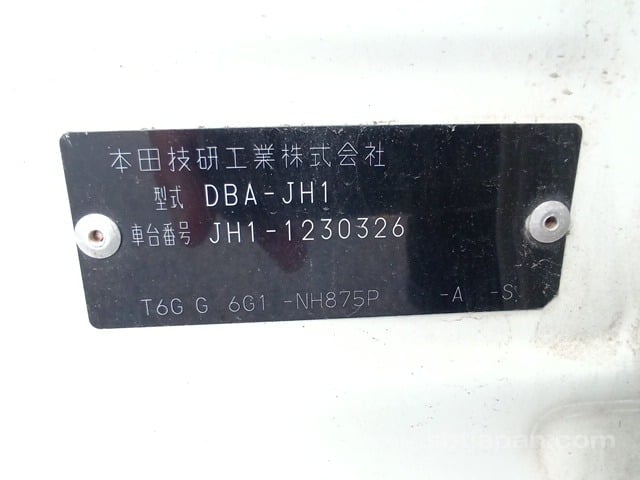 本田技研工業株式会社
型式 DBA-JH1
車台番号 JH1-1230326
T6G G 6G1 -NH875P -A -S